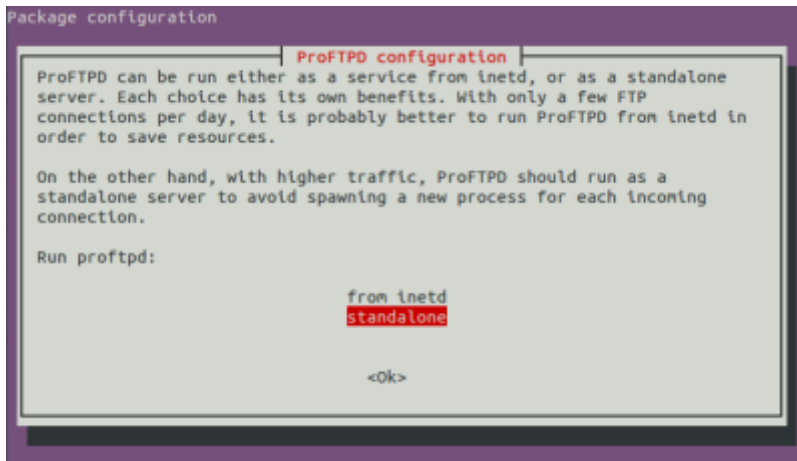 Package configuration
ProFTPD configuration
ProFTPD can be run either as a service from inetd, or as a standalone
server. Each choice has its own benefits. With only a few FTP
connections per day, it is probably better to run ProFTPD from inetd in
order to save resources.
On the other hand, with higher traffic, ProFTPD should run as a
standalone server to avoid spawning a new process for each incoming
connection.
Run proftpd:
from inetd
standalone
<Ok>